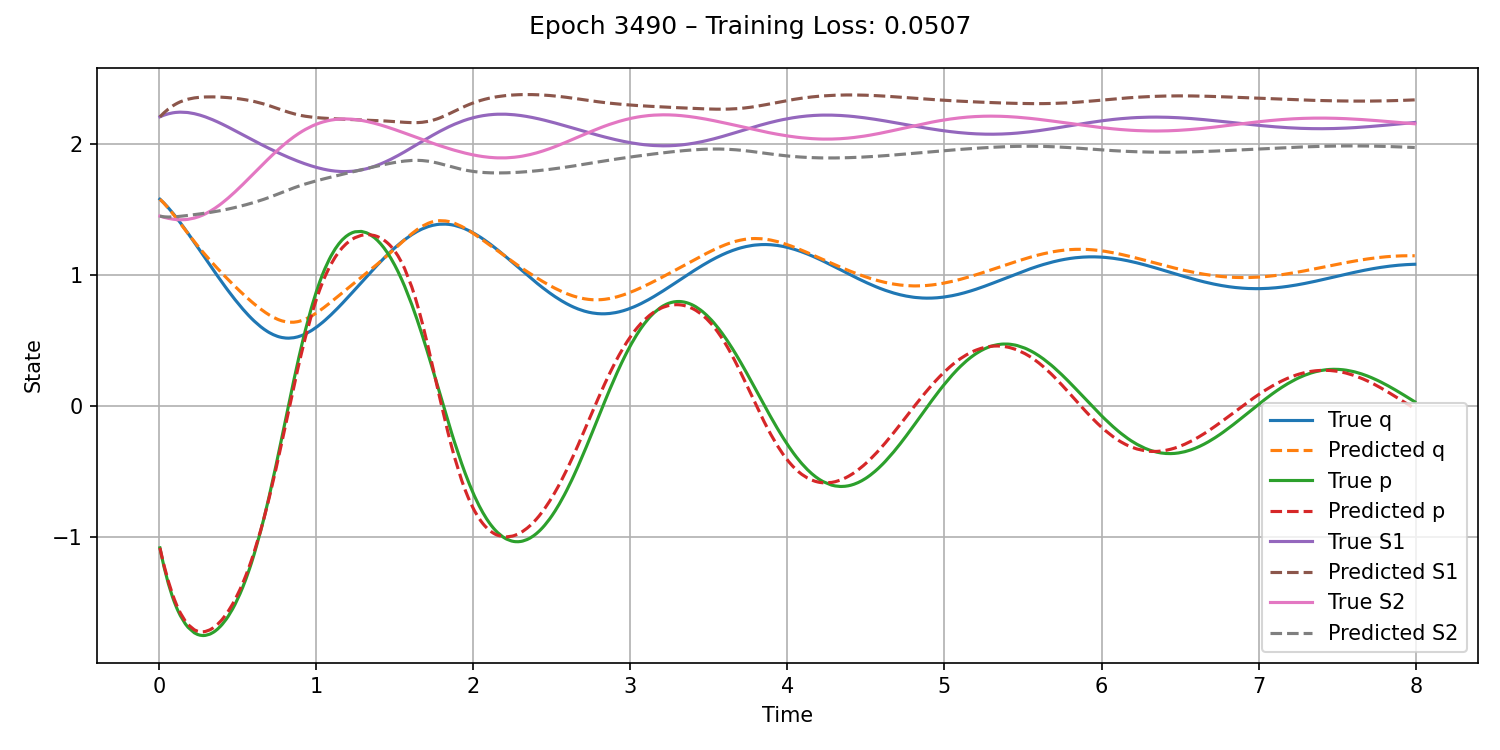 Epoch 3490 – Training Loss: 0.0507
State
2
1
0
−1
0 1 2 3 4 5 6 7 8
Time
True q
Predicted q
True p
Predicted p
True S1
Predicted S1
True S2
Predicted S2